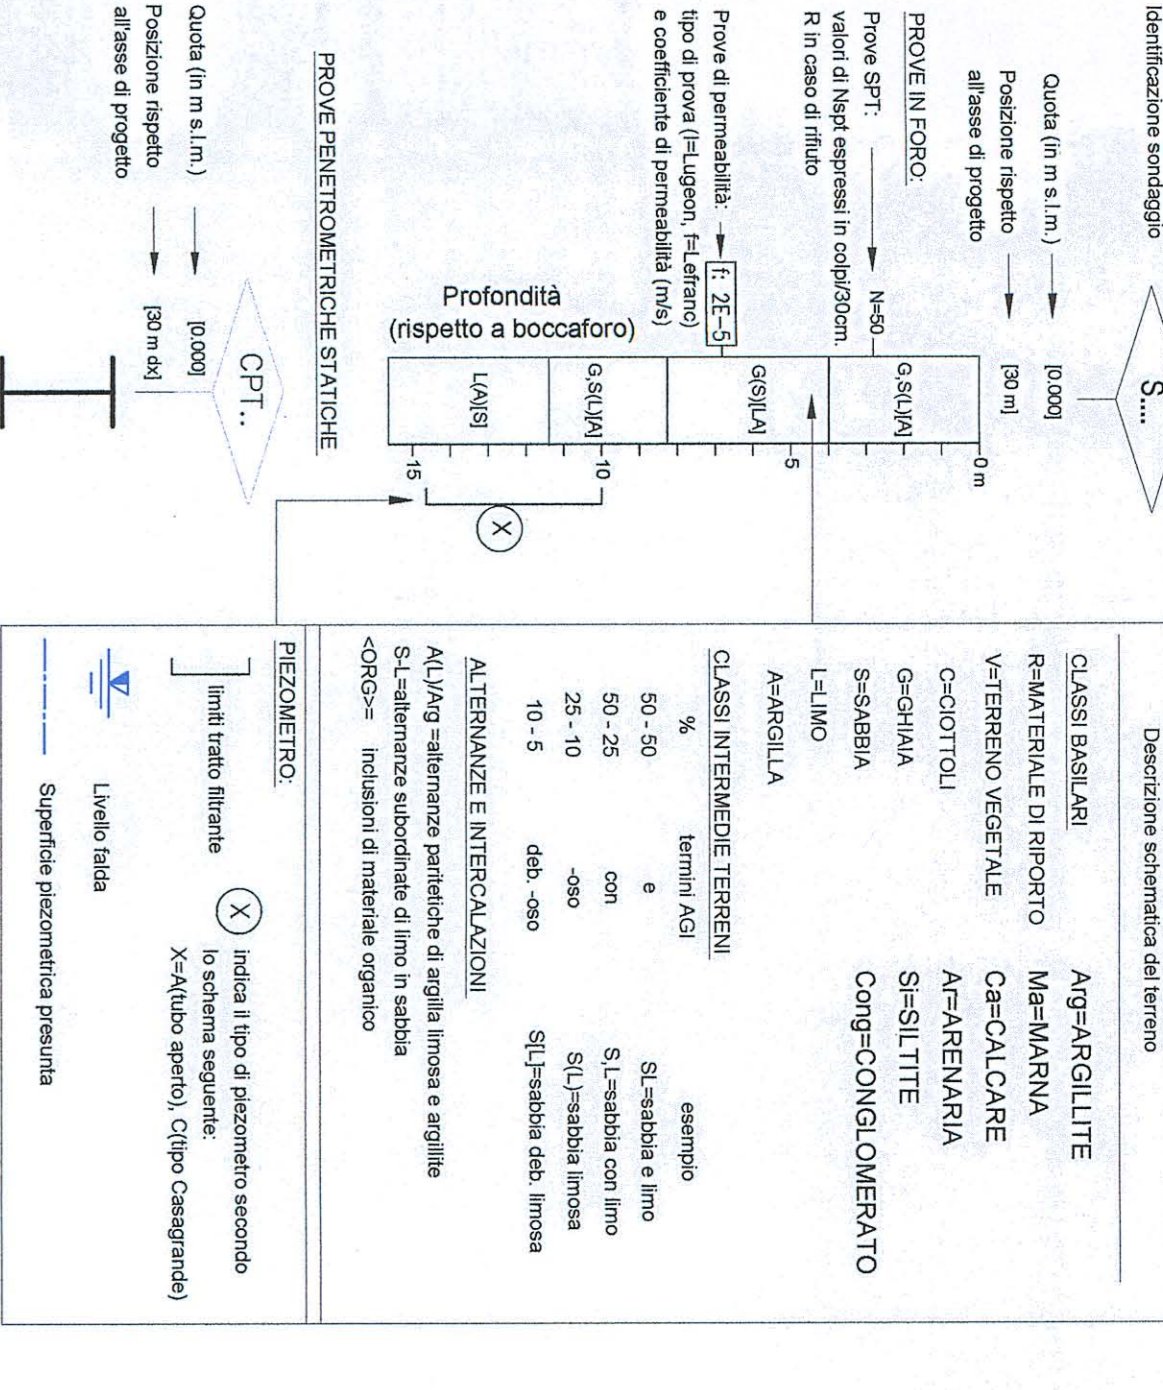 Identificazione sondaggio
S....
Quota (in m s.l.m.)
[0.000]
Posizione rispetto
all'asse di progetto
[30 m]
PROVE IN FORO:
Prove SPT:
valori di Nspt espressi in colpi/30cm.
R in caso di rifiuto
N=50
Prove di permeabilità:
tipo di prova (l=Lugeon, f=Lefranc)
e coefficiente di permeabilità (m/s)
f: 2E-5
0 m
5
10
15
G,S(L)[A]
G(S)[LA]
G,S(L)[A]
L(A)[S]
Profondità
(rispetto a boccaforo)
X
PROVE PENETROMETRICHE STATICHE
CPT..
Quota (in m s.l.m.)
[0.000]
Posizione rispetto
all'asse di progetto
[30 m dx]
Descrizione schematica del terreno
CLASSI BASILARI
R=MATERIALE DI RIPORTO
V=TERRENO VEGETALE
C=CIOTTOLI
G=GHIAIA
S=SABBIA
L=LIMO
A=ARGILLA
Arg=ARGILLITE
Ma=MARNA
Ca=CALCARE
Ar=ARENARIA
Si=SILTITE
Cong=CONGLOMERATO
CLASSI INTERMEDIE TERRENI
% termini AGI esempio
50 - 50 e SL=sabbia e limo
50 - 25 con S,L=sabbia con limo
25 - 10 -oso S(L)=sabbia limosa
10 - 5 deb. -oso S[L]=sabbia deb. limosa
ALTERNANZE E INTERCALAZIONI
A(L)/Arg =alternanze paritetiche di argilla limosa e argillite
S-L=alternanze subordinate di limo in sabbia
<ORG>= inclusioni di materiale organico
PIEZOMETRO:
limiti tratto filtrante
X
indica il tipo di piezometro secondo
lo schema seguente:
X=A(tubo aperto), C(tipo Casagrande)
Livello falda
Superficie piezometrica presunta